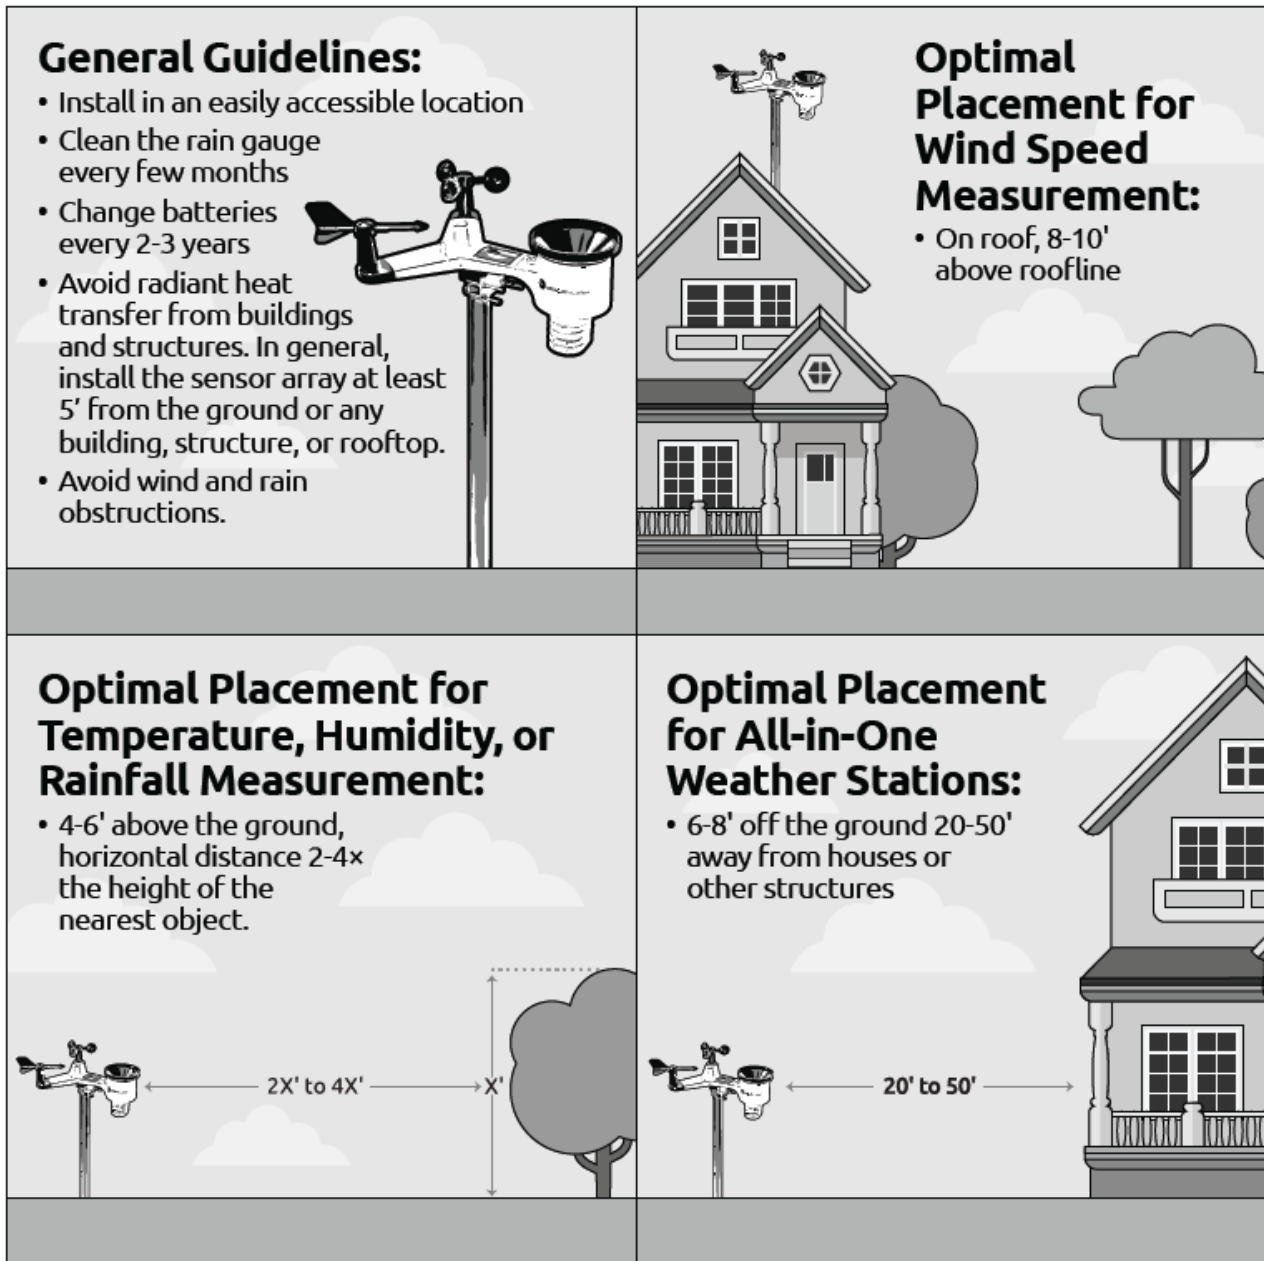 General Guidelines:
• Install in an easily accessible location
• Clean the rain gauge
every few months
• Change batteries
every 2-3 years
• Avoid radiant heat
transfer from buildings
and structures. In general,
install the sensor array at least
5′ from the ground or any
building, structure, or rooftop.
• Avoid wind and rain
obstructions.
Optimal
Placement for
Wind Speed
Measurement:
• On roof, 8-10'
above roofline
Optimal Placement for
Temperature, Humidity, or
Rainfall Measurement:
• 4-6' above the ground,
horizontal distance 2-4×
the height of the
nearest object.
2X' to 4X'
X'
Optimal Placement
for All-in-One
Weather Stations:
• 6-8' off the ground 20-50'
away from houses or
other structures
20' to 50'